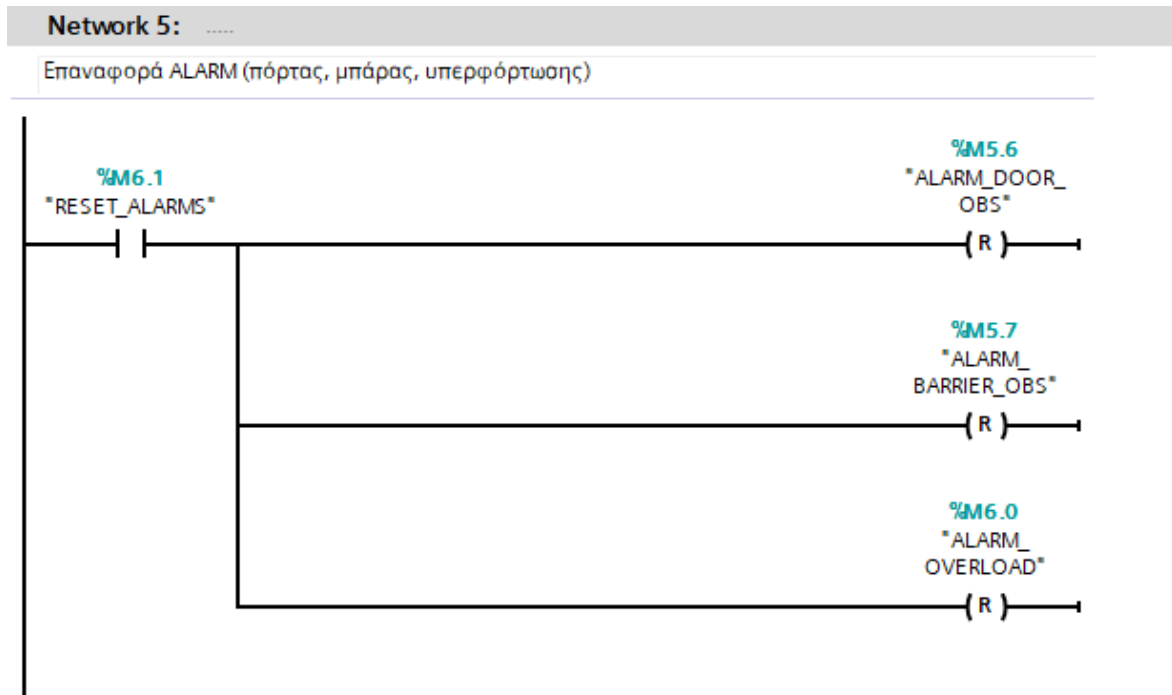 Network 5: .....
Επαναφορά ALARM (πόρτας, μπάρας, υπερφόρτωσης)
%M5.6
"ALARM_DOOR_
OBS"
%M6.1
"RESET_ALARMS"
( R )
%M5.7
"ALARM_
BARRIER_OBS"
( R )
%M6.0
"ALARM_
OVERLOAD"
( R )